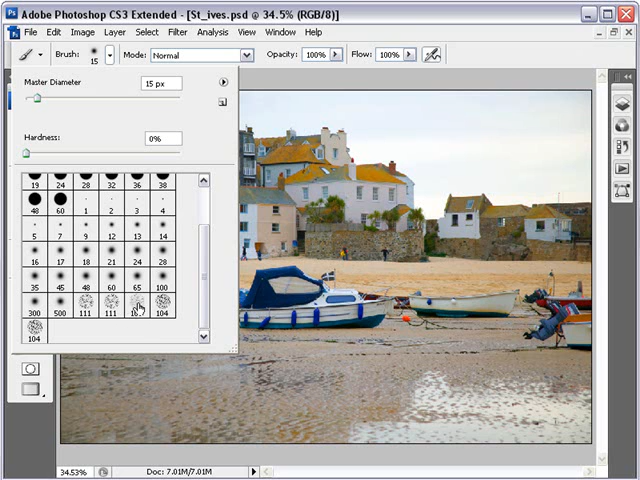 Adobe Photoshop CS3 Extended - [St_ives.psd @ 34.5% (RGB/8)]
File Edit Image Layer Select Filter Analysis View Window Help
Brush: 15 Mode: Normal Opacity: 100% Flow: 100%
Master Diameter 15 px
Hardness: 0%
19 24 28 32 36 38
48 60 1 2 3 4
5 7 9 12 13 14
16 17 18 21 24 28
35 45 48 60 65 100
300 500 111 111 104
104
34.53% Doc: 7.01M/7.01M